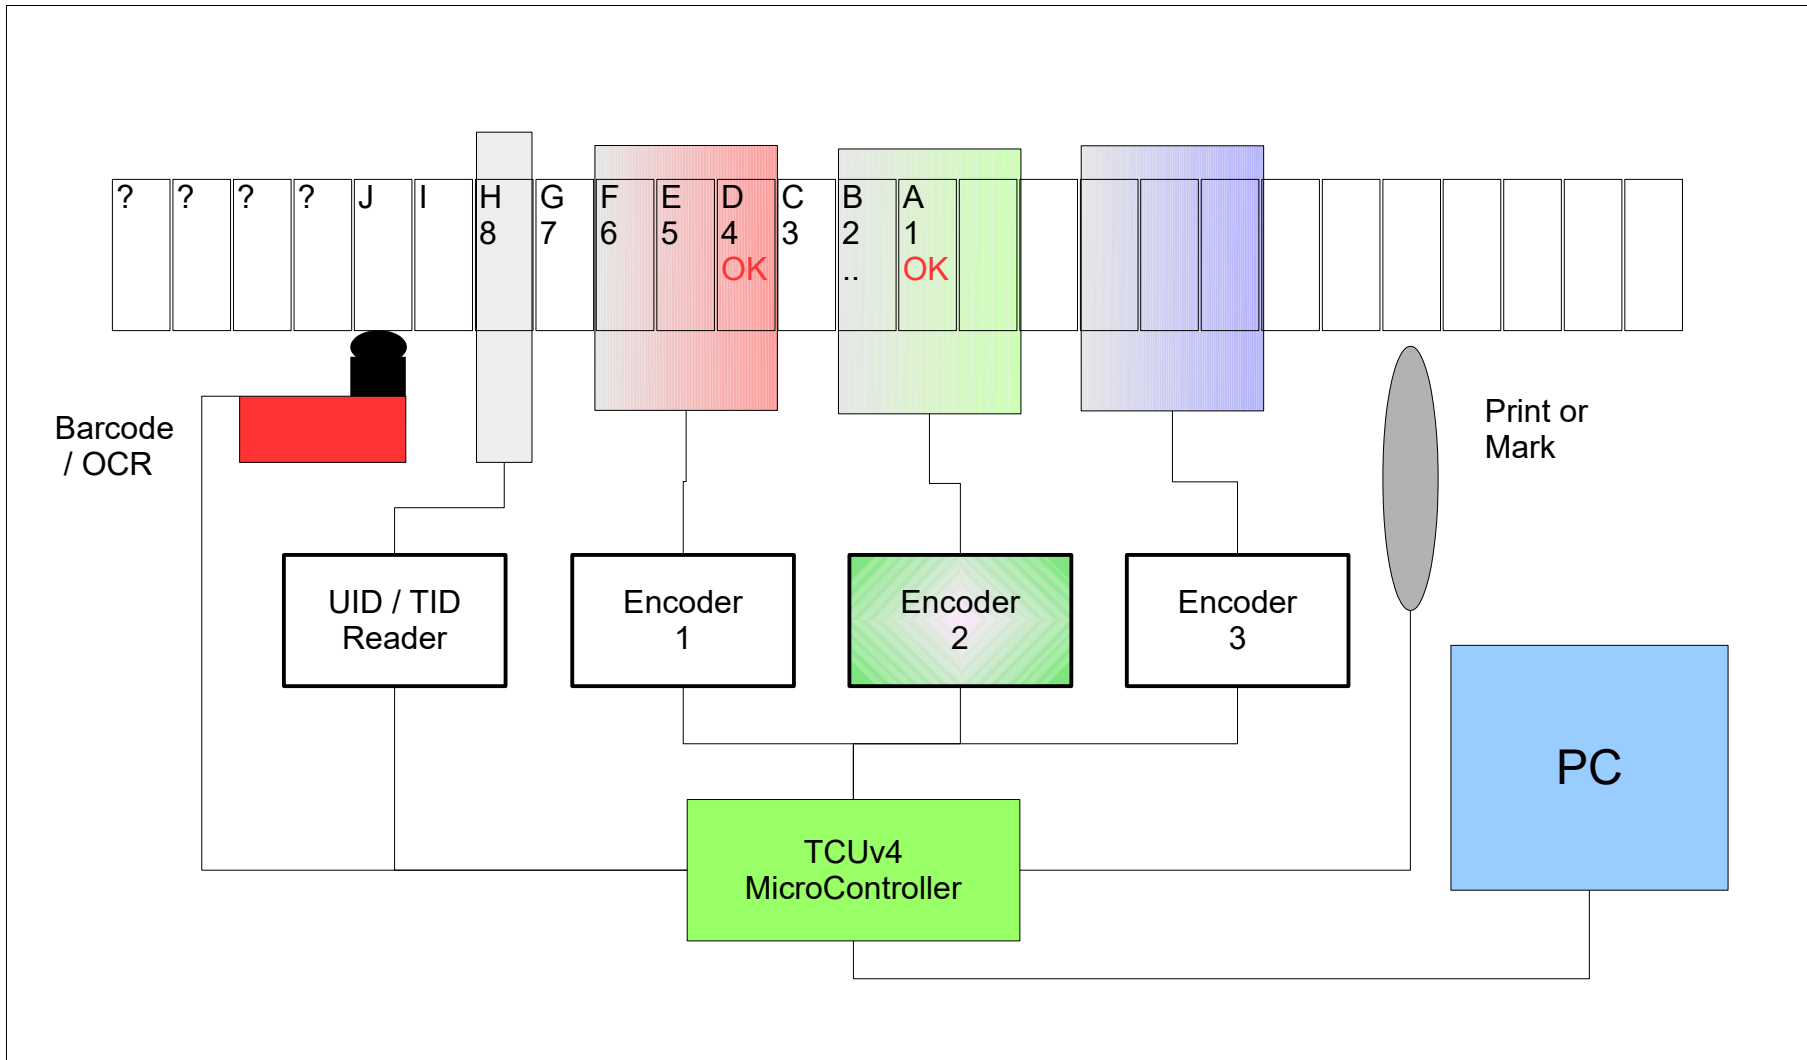 ? ? ? ? J I H G F E D C B A
8 7 6 5 4 3 2 1
OK .. OK
Barcode
/ OCR
Print or
Mark
UID / TID
Reader
Encoder
1
Encoder
2
Encoder
3
PC
TCUv4
MicroController